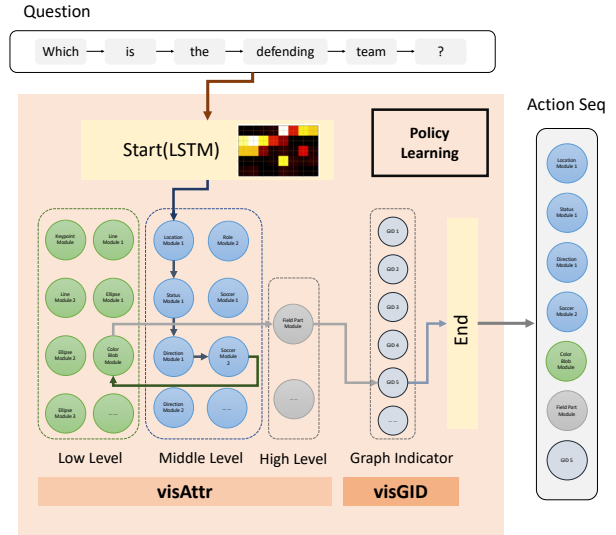 Question
Which is the defending team ?
Start(LSTM)
Policy
Learning
Action Seq
Keypoint
Module
Line
Module 1
Line
Module 2
Ellipse
Module 1
Ellipse
Module 2
Color
Blob
Module
Ellipse
Module 3
_ _
Location
Module 1
Role
Module 2
Status
Module 1
Soccer
Module 1
Direction
Module 1
Soccer
Module
2
Direction
Module 2
_ _
Field Part
Module
_ _
GID 1
GID 2
GID 3
GID 4
GID 5
_ _
End
Location
Module 1
Status
Module 1
Direction
Module 1
Soccer
Module 2
Color
Blob
Module
Field Part
Module
GID 5
Low Level
Middle Level
High Level
Graph Indicator
visAttr
visGID